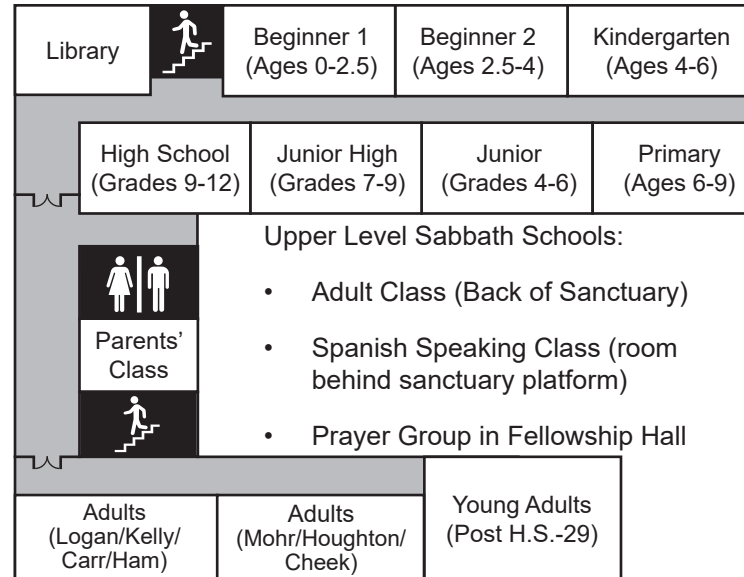 Library
Beginner 1
(Ages 0-2.5)
Beginner 2
(Ages 2.5-4)
Kindergarten
(Ages 4-6)
High School
(Grades 9-12)
Junior High
(Grades 7-9)
Junior
(Grades 4-6)
Primary
(Ages 6-9)
Upper Level Sabbath Schools:
• Adult Class (Back of Sanctuary)
• Spanish Speaking Class (room
behind sanctuary platform)
• Prayer Group in Fellowship Hall
Parents’
Class
Adults
(Logan/Kelly/
Carr/Ham)
Adults
(Mohr/Houghton/
Cheek)
Young Adults
(Post H.S.-29)